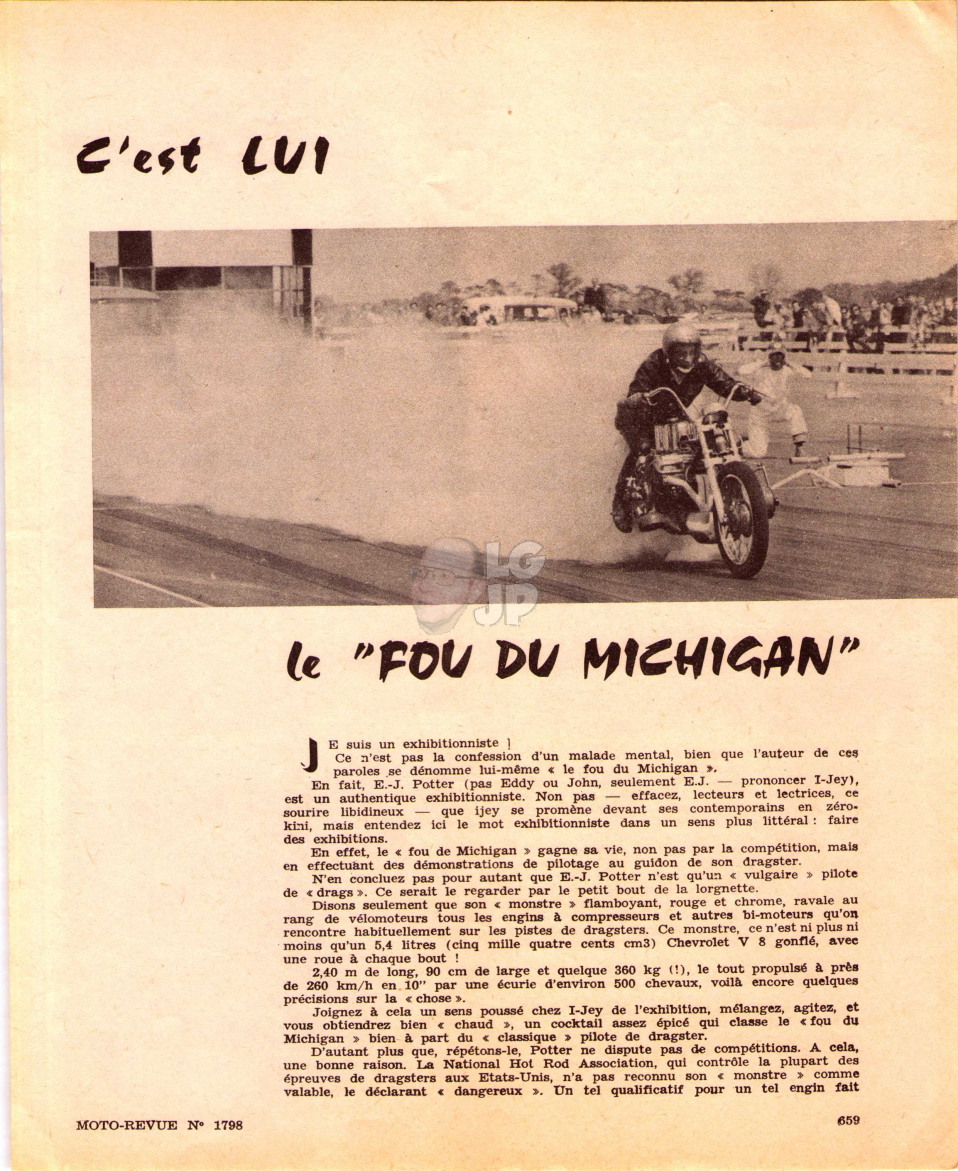 C'est LUI
LG
JP
le "FOU DU MICHIGAN"
JE suis un exhibitionniste !
Ce n'est pas la confession d'un malade mental, bien que l'auteur de ces
paroles se dénomme lui-même « le fou du Michigan ».
En fait, E.-J. Potter (pas Eddy ou John, seulement E.J. — prononcer I-Jey),
est un authentique exhibitionniste. Non pas — effacez, lecteurs et lectrices, ce
sourire libidineux — que ijey se promène devant ses contemporains en zéro-
kini, mais entendez ici le mot exhibitionniste dans un sens plus littéral : faire
des exhibitions.
En effet, le « fou de Michigan » gagne sa vie, non pas par la compétition, mais
en effectuant des démonstrations de pilotage au guidon de son dragster.
N'en concluez pas pour autant que E.-J. Potter n'est qu'un « vulgaire » pilote
de « drags ». Ce serait le regarder par le petit bout de la lorgnette.
Disons seulement que son « monstre » flamboyant, rouge et chrome, ravale au
rang de vélomoteurs tous les engins à compresseurs et autres bi-moteurs qu'on
rencontre habituellement sur les pistes de dragsters. Ce monstre, ce n'est ni plus ni
moins qu'un 5,4 litres (cinq mille quatre cents cm3) Chevrolet V 8 gonflé, avec
une roue à chaque bout !
2,40 m de long, 90 cm de large et quelque 360 kg (!), le tout propulsé à près
de 260 km/h en 10" par une écurie d'environ 500 chevaux, voilà encore quelques
précisions sur la « chose ».
Joignez à cela un sens poussé chez I-Jey de l'exhibition, mélangez, agitez, et
vous obtiendrez bien « chaud », un cocktail assez épicé qui classe le « fou du
Michigan » bien à part du « classique » pilote de dragster.
D'autant plus que, répétons-le, Potter ne dispute pas de compétitions. A cela,
une bonne raison. La National Hot Rod Association, qui contrôle la plupart des
épreuves de dragsters aux Etats-Unis, n'a pas reconnu son « monstre » comme
valable, le déclarant « dangereux ». Un tel qualificatif pour un tel engin fait
MOTO-REVUE N° 1798
659